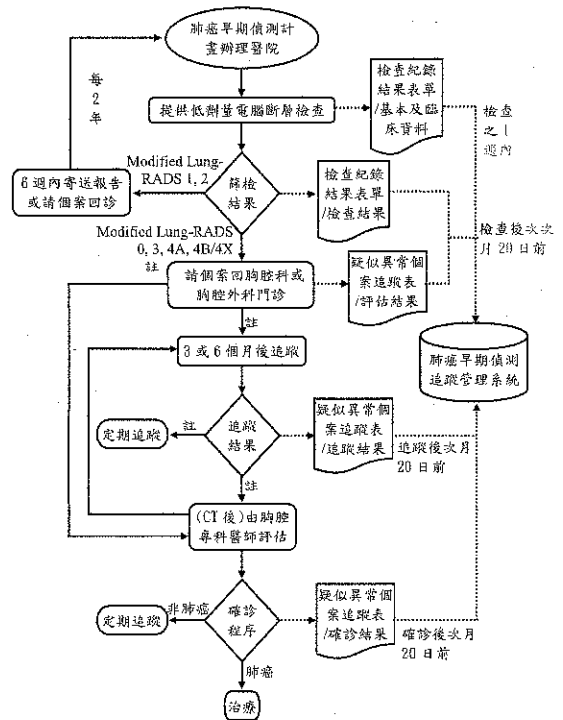 肺癌早期偵測計
畫辦理醫院
每
2
年
提供低劑量電腦斷層檢查
檢查紀錄
結果表單
/基本及臨
床資料
檢查
之1
週內
Modified Lung-
RADS 1, 2
6 週內寄送報告
或請個案回診
篩檢
結果
檢查紀錄
結果表單
/檢查結果
Modified Lung-RADS
0, 3, 4A, 4B/4X
檢查後次次
月 20 日前
註
請個案回胸腔科或
胸腔外科門診
疑似異常個
案追蹤表
/評估結果
註
3 或 6 個月後追蹤
肺癌早期偵測
追蹤管理系統
定期追蹤
註
追蹤
結果
疑似異常個
案追蹤表
/追蹤結果
追蹤後次月
20 日前
註
(CT 後)由胸腔
專科醫師評估
定期追蹤
非肺癌
確診
程序
疑似異常個
案追蹤表
/確診結果
確診後次月
20 日前
肺癌
治療